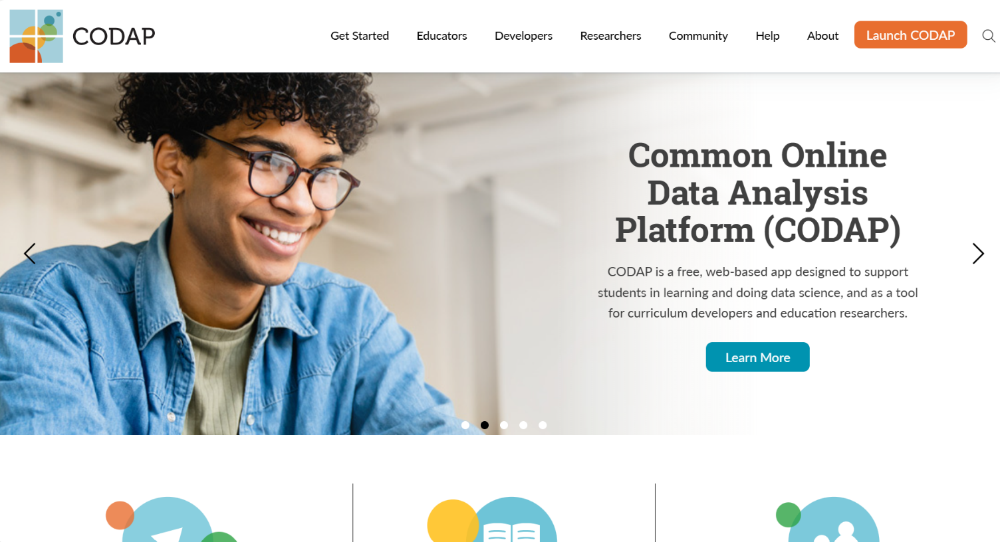 CODAP
Get Started
Educators
Developers
Researchers
Community
Help
About
Launch CODAP
Common Online
Data Analysis
Platform (CODAP)
CODAP is a free, web-based app designed to support
students in learning and doing data science, and as a tool
for curriculum developers and education researchers.
Learn More